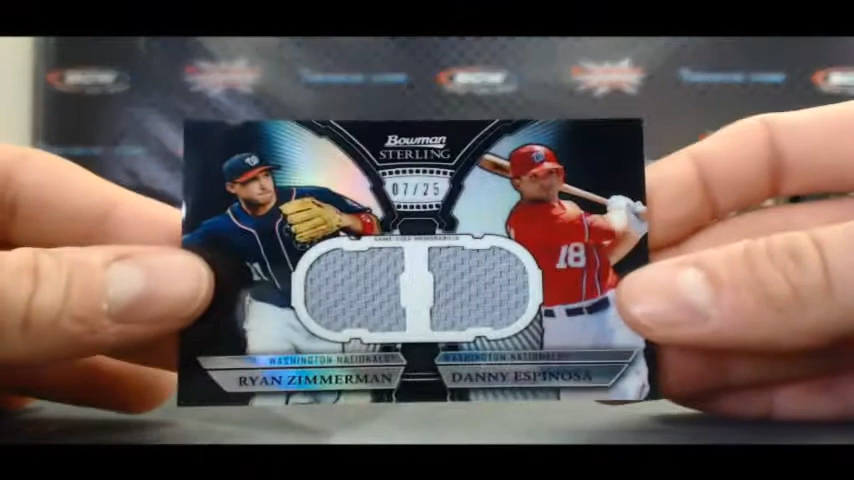 Bowman
STERLING
07/25
GAME-USED MEMORABILIA
18
WASHINGTON NATIONALS
RYAN ZIMMERMAN
WASHINGTON NATIONALS
DANNY ESPINOSA